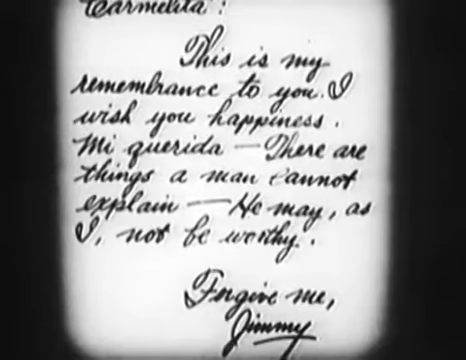 Carmelita:
This is my
remembrance to you. I
wish you happiness.
Mi querida — There are
things a man cannot
explain — He may, as
I, not be worthy.
Forgive me,
Jimmy